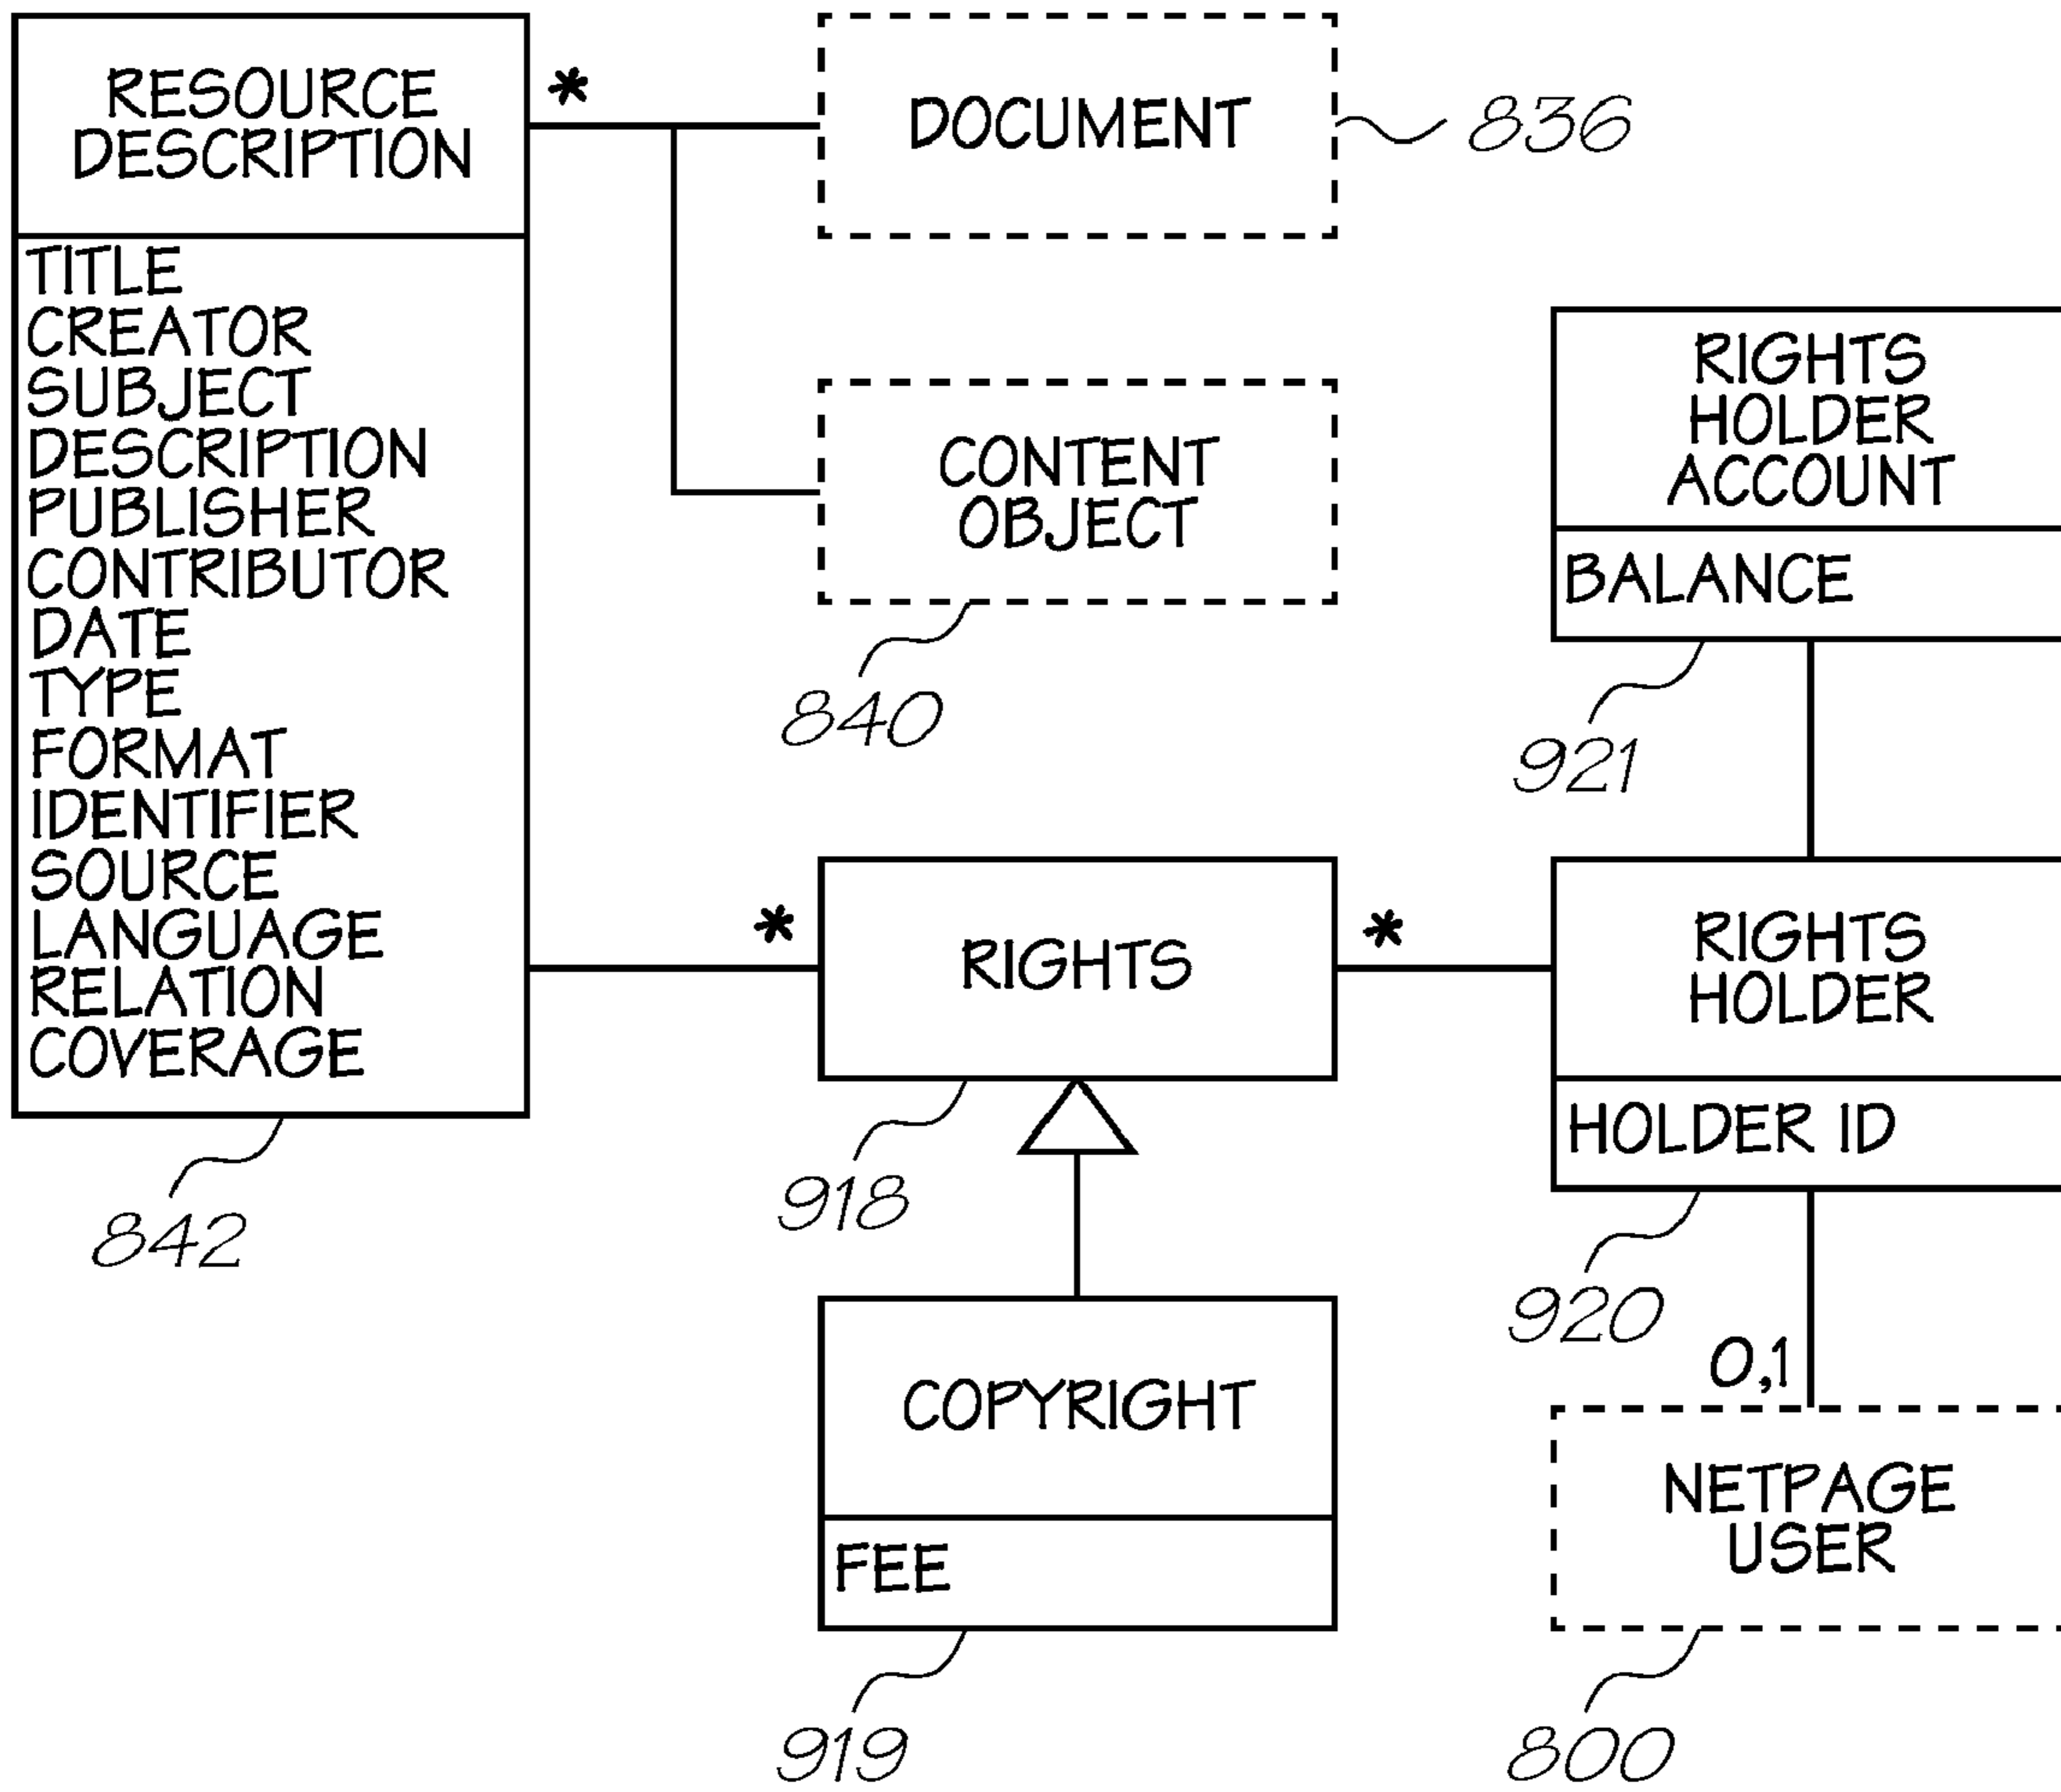 RESOURCE
DESCRIPTION
*
TITLE
CREATOR
SUBJECT
DESCRIPTION
PUBLISHER
CONTRIBUTOR
DATE
TYPE
FORMAT
IDENTIFIER
SOURCE
LANGUAGE
RELATION
COVERAGE
842
DOCUMENT
836
CONTENT
OBJECT
840
*
RIGHTS
*
918
COPYRIGHT
FEE
919
RIGHTS
HOLDER
ACCOUNT
BALANCE
921
RIGHTS
HOLDER
HOLDER ID
920
0,1
NETPAGE
USER
800